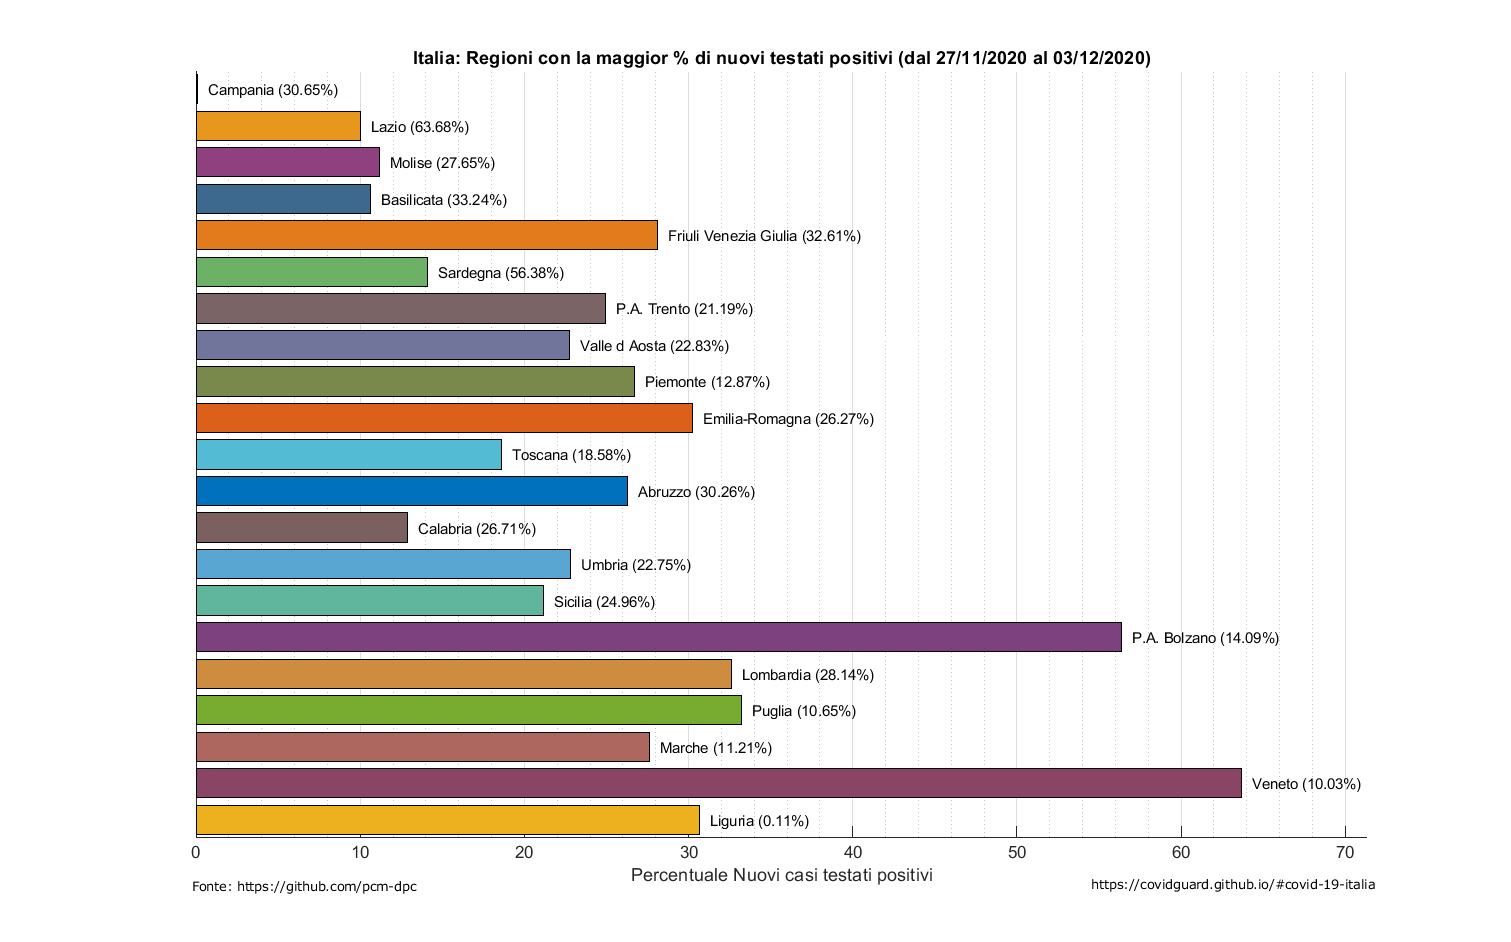 Italia: Regioni con la maggior % di nuovi testati positivi (dal 27/11/2020 al 03/12/2020)
Campania (30.65%)
Lazio (63.68%)
Molise (27.65%)
Basilicata (33.24%)
Friuli Venezia Giulia (32.61%)
Sardegna (56.38%)
P.A. Trento (21.19%)
Valle d Aosta (22.83%)
Piemonte (12.87%)
Emilia-Romagna (26.27%)
Toscana (18.58%)
Abruzzo (30.26%)
Calabria (26.71%)
Umbria (22.75%)
Sicilia (24.96%)
P.A. Bolzano (14.09%)
Lombardia (28.14%)
Puglia (10.65%)
Marche (11.21%)
Veneto (10.03%)
Liguria (0.11%)
0 10 20 30 40 50 60 70
Percentuale Nuovi casi testati positivi
Fonte: https://github.com/pcm-dpc
https://covidguard.github.io/#covid-19-italia